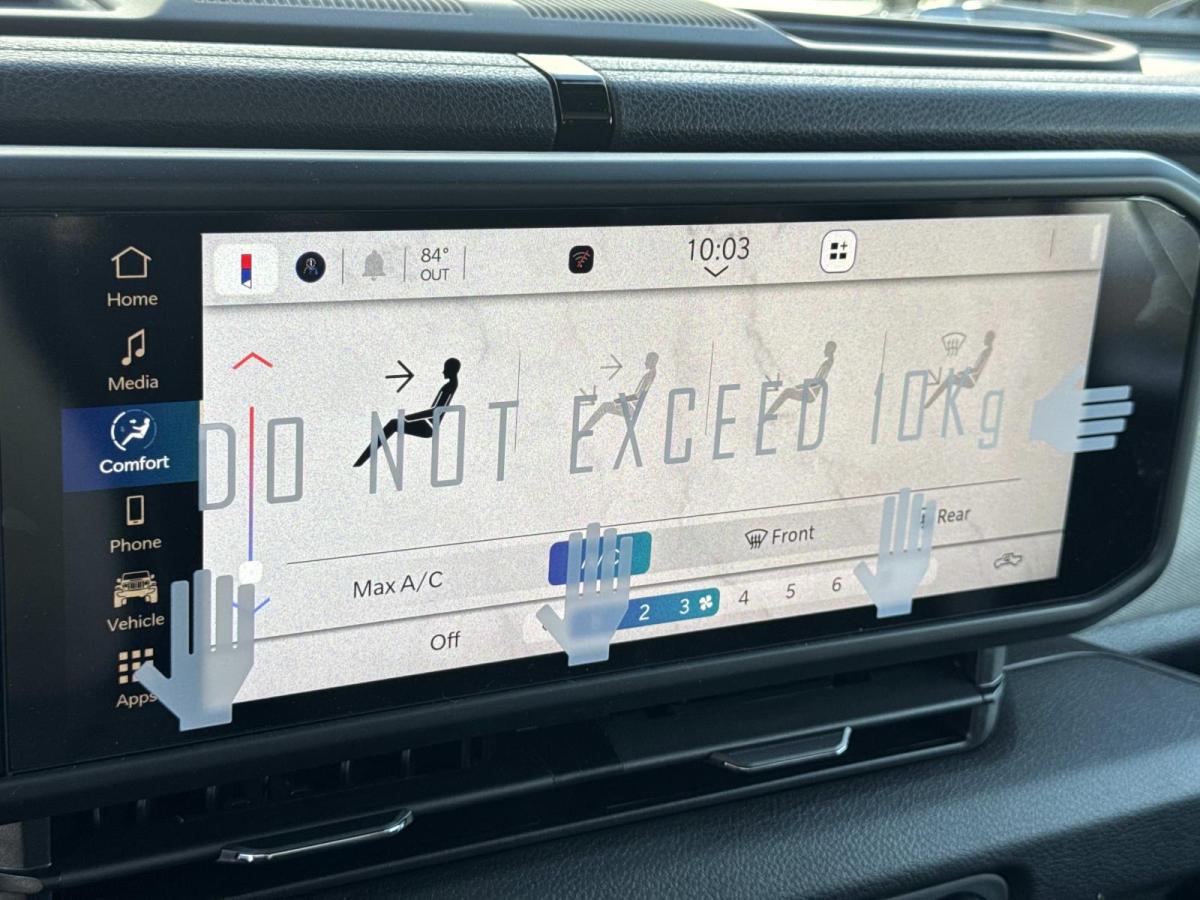 84°
OUT
10:03
Home
Media
Comfort
Phone
Vehicle
Apps
DO NOT EXCEED 10Kg
Max A/C
Front
Rear
Off
2 3 4 5 6